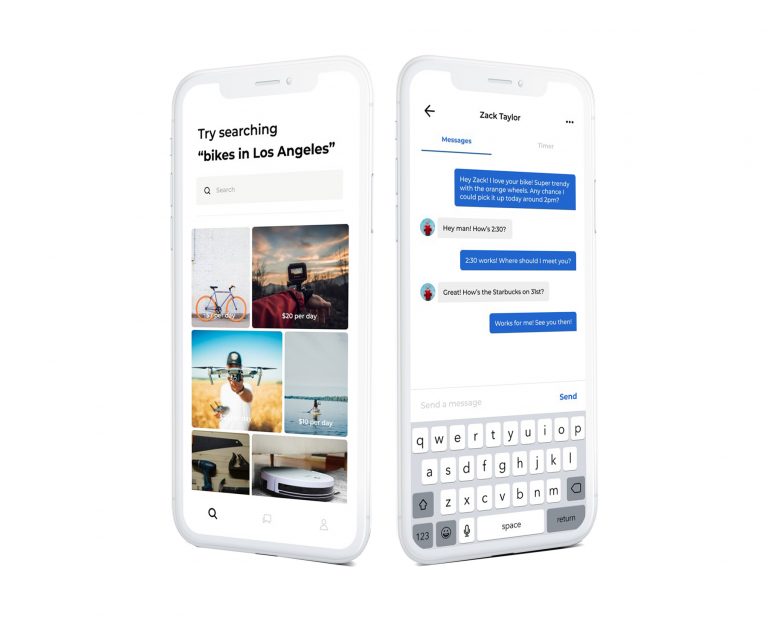 Try searching
“bikes in Los Angeles”
Search
$20 per day
$10 per day
Zack Taylor
Messages
Timer
Hey Zack! I love your bike! Super trendy
with the orange wheels. Any chance I
could pick it up today around 2pm?
Hey man! How's 2:30?
2:30 works! Where should I meet you?
Great! How's the Starbucks on 31st?
Works for me! See you then!
Send a message
Send
q w e r t y u i o p
a s d f g h j k l
z x c v b n m
123
space
return